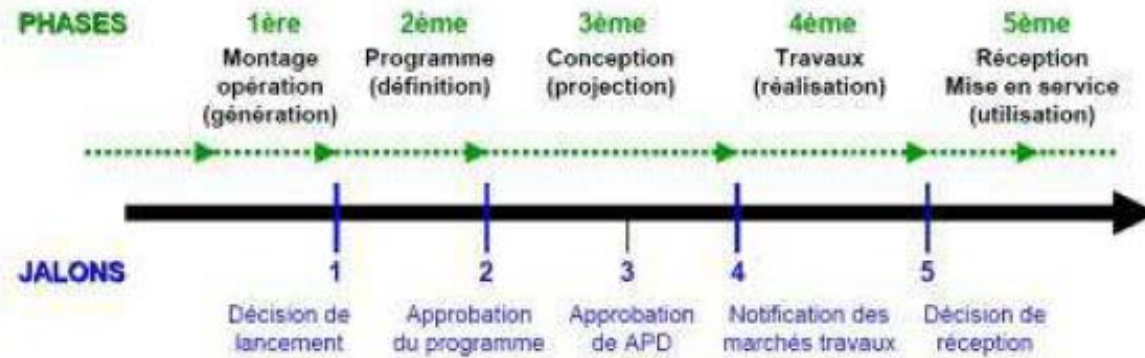 PHASES 1ère 2ème 3ème 4ème 5ème
Montage Programme Conception Travaux Réception
opération (définition) (projection) (réalisation) Mise en service
(génération) (utilisation)
JALONS 1 2 3 4 5
Décision de Approbation Approbation Notification des Décision de
lancement du programme de APD marchés travaux réception